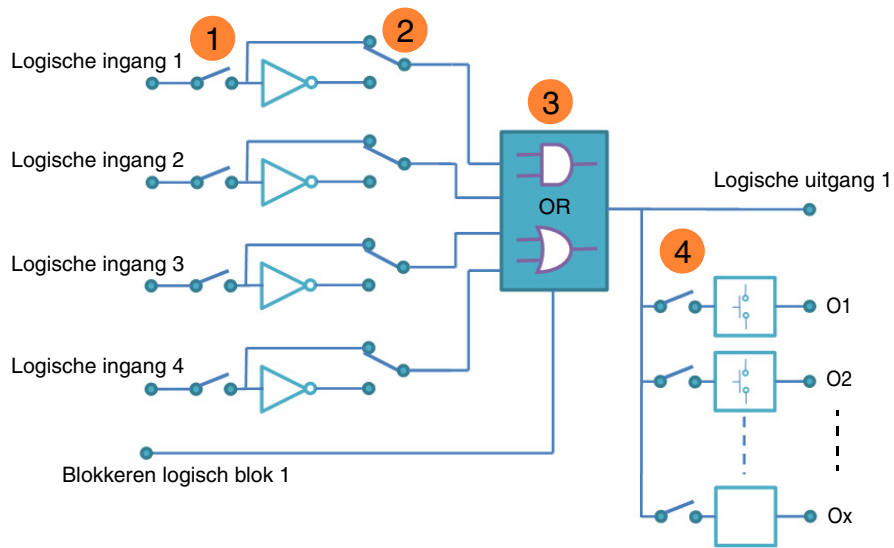 1
2
Logische ingang 1
3
Logische ingang 2
Logische uitgang 1
OR
4
Logische ingang 3
O1
Logische ingang 4
O2
Blokkeren logisch blok 1
Ox